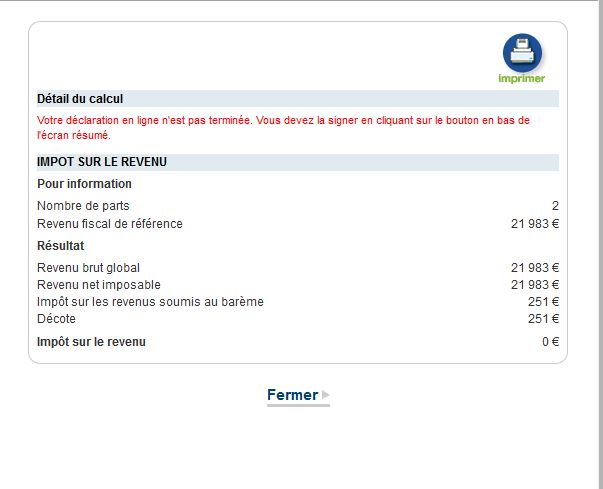 imprimer
Détail du calcul
Votre déclaration en ligne n'est pas terminée. Vous devez la signer en cliquant sur le bouton en bas de
l'écran résumé.
IMPOT SUR LE REVENU
Pour information
Nombre de parts 2
Revenu fiscal de référence 21 983 €
Résultat
Revenu brut global 21 983 €
Revenu net imposable 21 983 €
Impôt sur les revenus soumis au barème 251 €
Décote 251 €
Impôt sur le revenu 0 €
Fermer